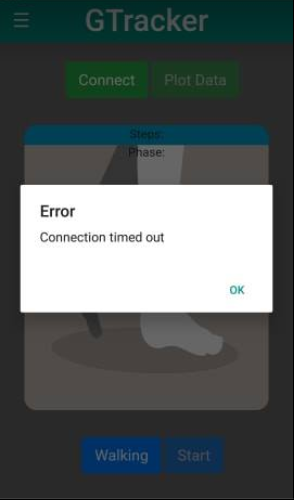 GTracker
Connect Plot Data
Steps:
Phase:
Error
Connection timed out
OK
Walking Start